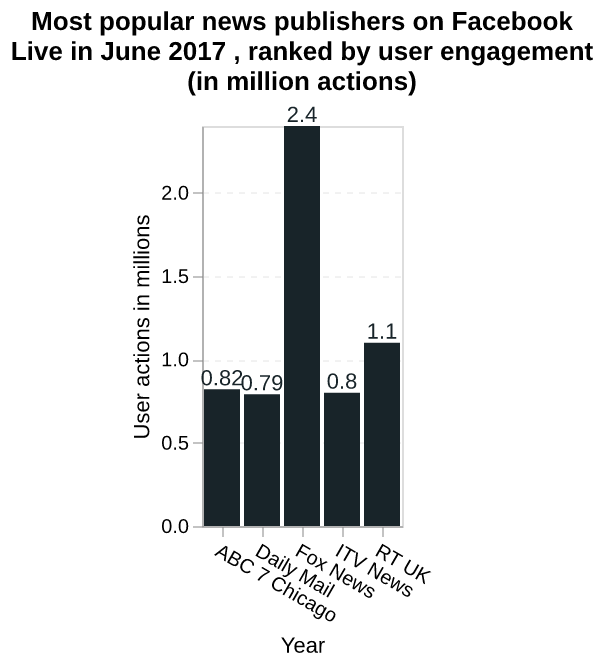 Most popular news publishers on Facebook
Live in June 2017 , ranked by user engagement
(in million actions)
User actions in millions
2.0
1.5
1.0
0.5
0.0
0.82
0.79
2.4
0.8
1.1
ABC 7 Chicago
Daily Mail
Fox News
ITV News
RT UK
Year